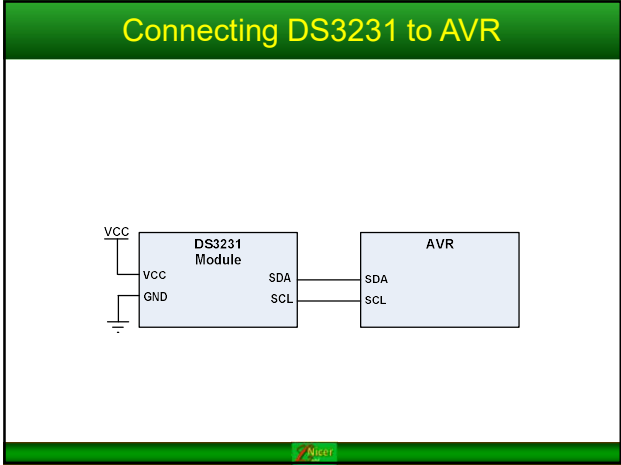 Connecting DS3231 to AVR
VCC
DS3231
Module
AVR
VCC
SDA
SDA
GND
SCL
SCL
Nicer